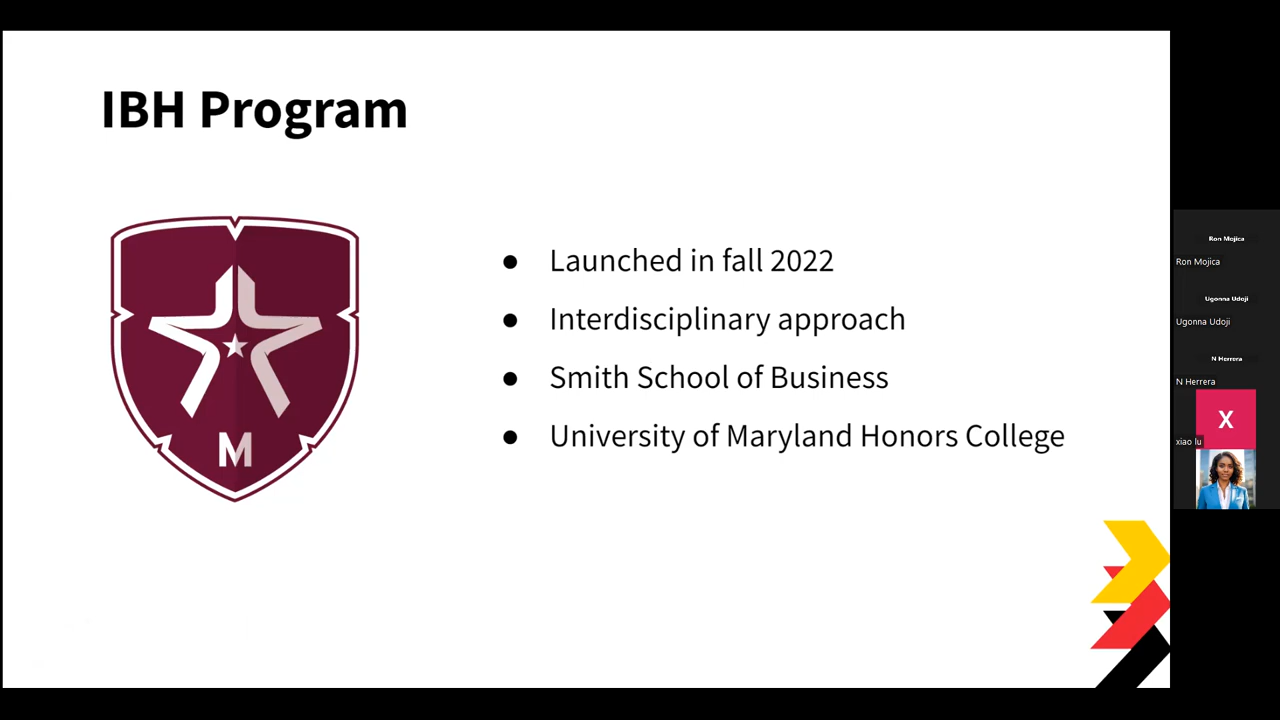 IBH Program
M
● Launched in fall 2022
● Interdisciplinary approach
● Smith School of Business
● University of Maryland Honors College
Ron Mojica
Ron Mojica
Ugonna Udoji
Ugonna Udoji
N Herrera
N Herrera
X
xiao lu